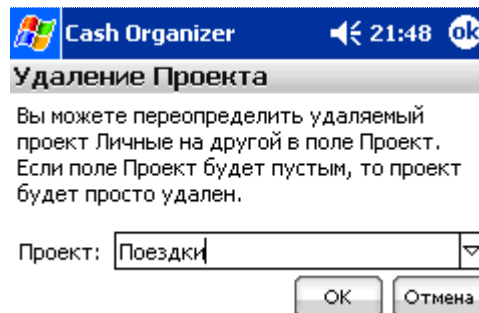 Cash Organizer 21:48 ok
Удаление Проекта
Вы можете переопределить удаляемый
проект Личные на другой в поле Проект.
Если поле Проект будет пустым, то проект
будет просто удален.
Проект: Поездки
ОК Отмена